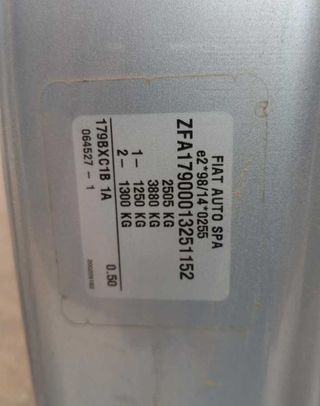 FIAT AUTO SPA
e2*98/14*0255
ZFA17900013251152
2505 KG
3880 KG
1– 1250 KG
2– 1300 KG
179BXC1B 1A 0.50
064527 – 1